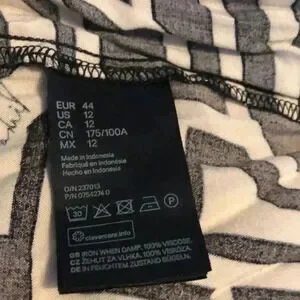 EUR 44
US 12
CA 12
CN 175/100A
MX 12
Made in Indonesia
Fabriqué en Indonésie
Hecho en Indonesia
O/N 237013
P/N 0754274
30
clevercare.info
GB IRON WHEN DAMP. 100% VISCOSE.
CZ ŽEHLIT ZA VLHKA. 100% VISKÓZA.
DE IN FEUCHTEM ZUSTAND BÜGELN.